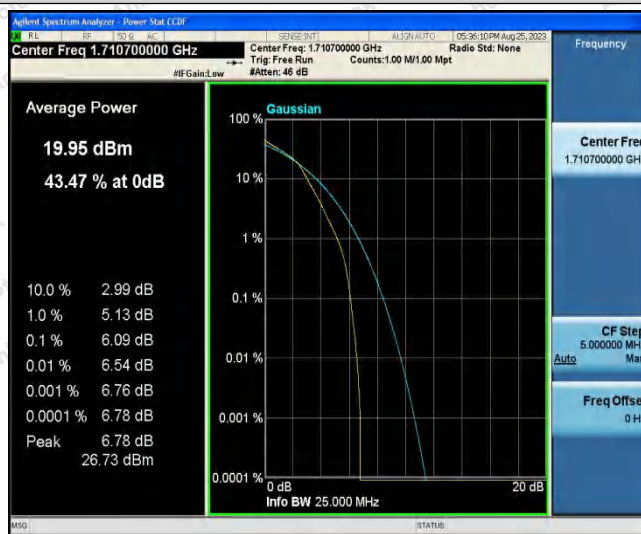 Agilent Spectrum Analyzer - Power Stat CCDF
RL RF 50 Ω AC SENSE:INT ALIGN AUTO 05:36:10 PM Aug 25, 2023
Center Freq 1.710700000 GHz
Center Freq: 1.710700000 GHz Radio Std: None
Trig: Free Run Counts:1.00 M/1.00 Mpt
#IFGain:Low #Atten: 46 dB
Frequency
Average Power
19.95 dBm
43.47 % at 0dB
10.0 % 2.99 dB
1.0 % 5.13 dB
0.1 % 6.09 dB
0.01 % 6.54 dB
0.001 % 6.76 dB
0.0001 % 6.78 dB
Peak 6.78 dB
26.73 dBm
Gaussian
100 %
10 %
1 %
0.1 %
0.01 %
0.001 %
0.0001 %
0 dB 20 dB
Info BW 25.000 MHz
Center Fre
1.710700000 GH
CF Step
5.000000 MH
Auto Ma
Freq Offse
0 H
MSG STATUS